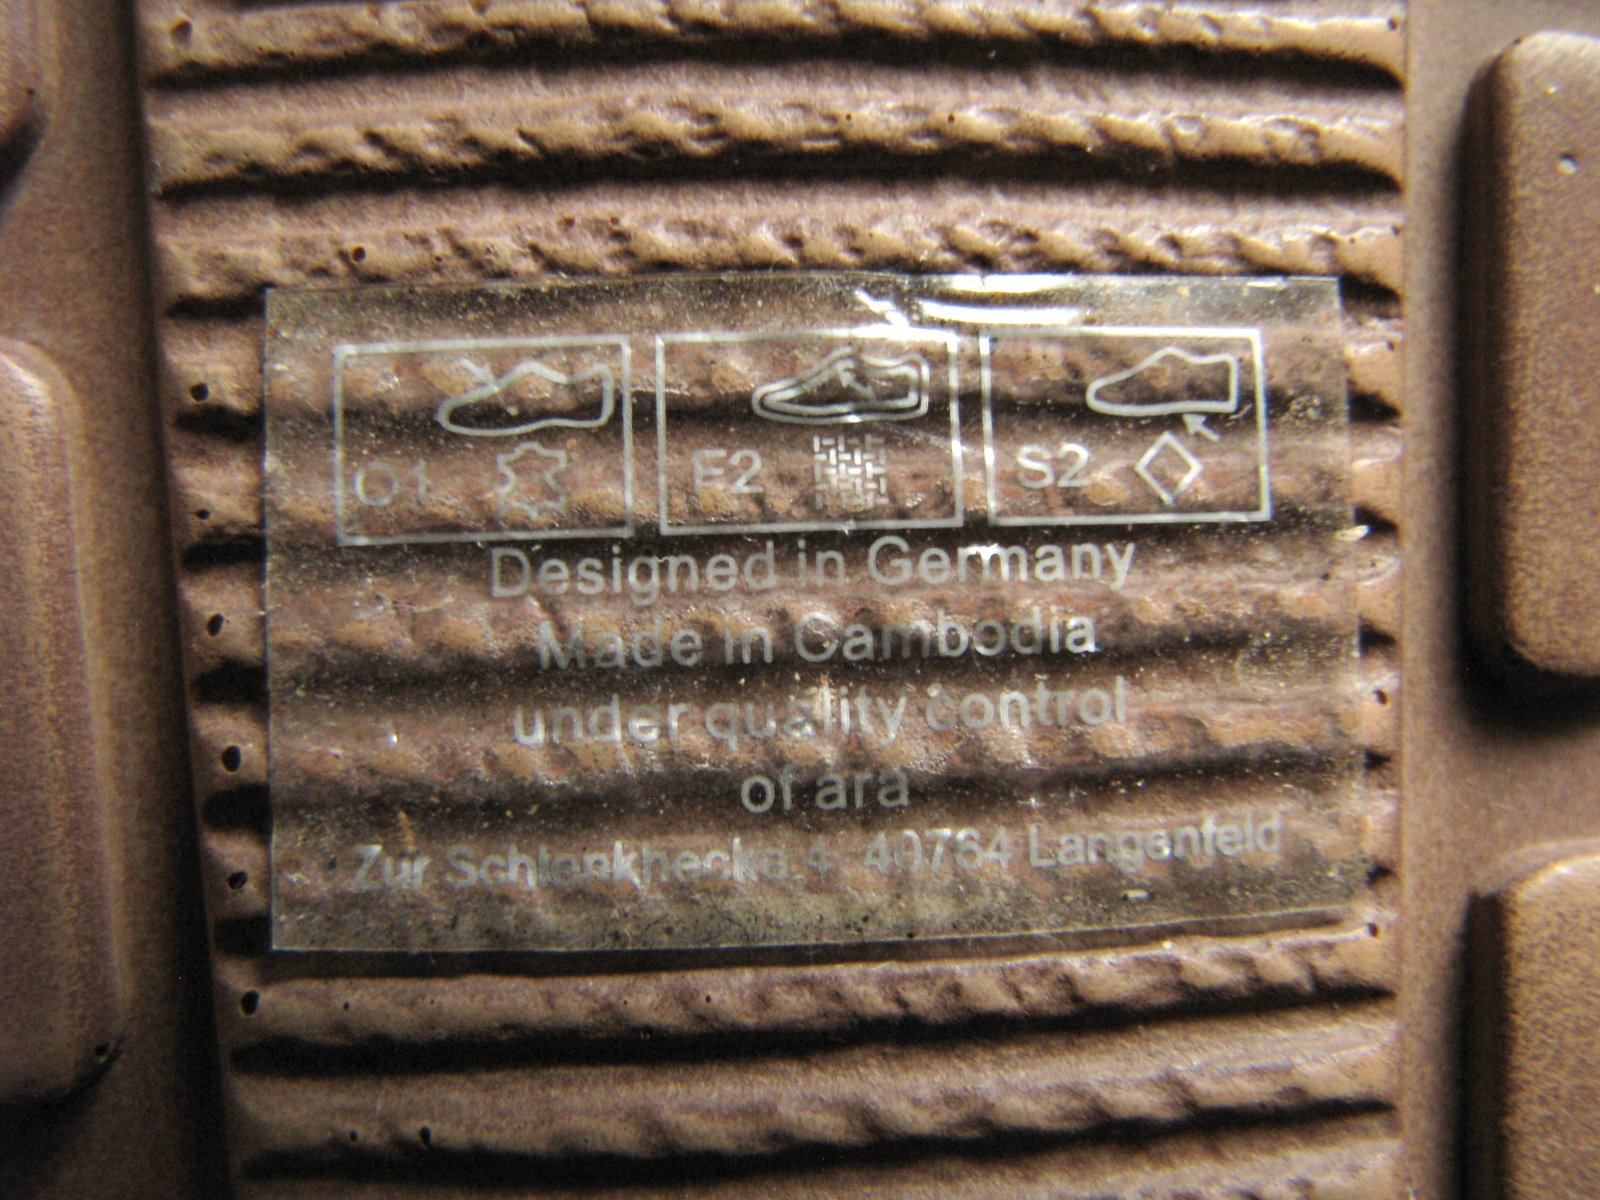 O1 F2 S2
Designed in Germany
Made in Cambodia
under quality control
of ara
Zur Schlenkhecke 4 40764 Langenfeld